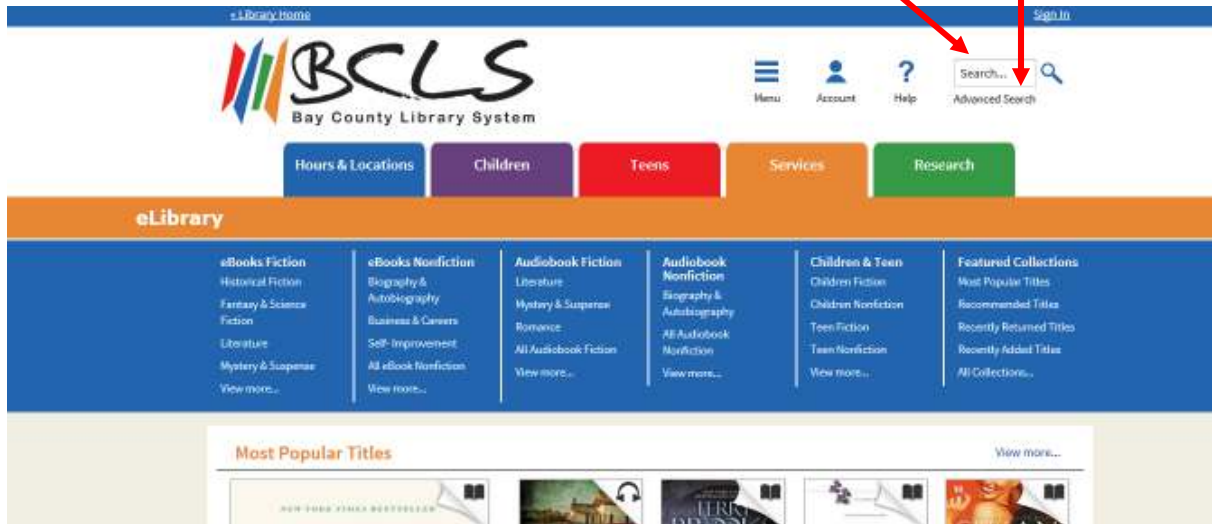 « Library Home
Sign In
BCLS
Bay County Library System
Menu
Account
Help
Search...
Advanced Search
Hours & Locations
Children
Teens
Services
Research
eLibrary
eBooks Fiction
Historical Fiction
Fantasy & Science
Fiction
Literature
Mystery & Suspense
View more...
eBooks Nonfiction
Biography &
Autobiography
Business & Careers
Self-Improvement
All eBook Nonfiction
View more...
Audiobook Fiction
Literature
Mystery & Suspense
Romance
All Audiobook Fiction
View more...
Audiobook
Nonfiction
Biography &
Autobiography
All Audiobook
Nonfiction
View more...
Children & Teen
Children Fiction
Children Nonfiction
Teen Fiction
Teen Nonfiction
View more...
Featured Collections
Most Popular Titles
Recommended Titles
Recently Returned Titles
Recently Added Titles
All Collections...
Most Popular Titles
View more...
NEW YORK TIMES BESTSELLER
TERRY